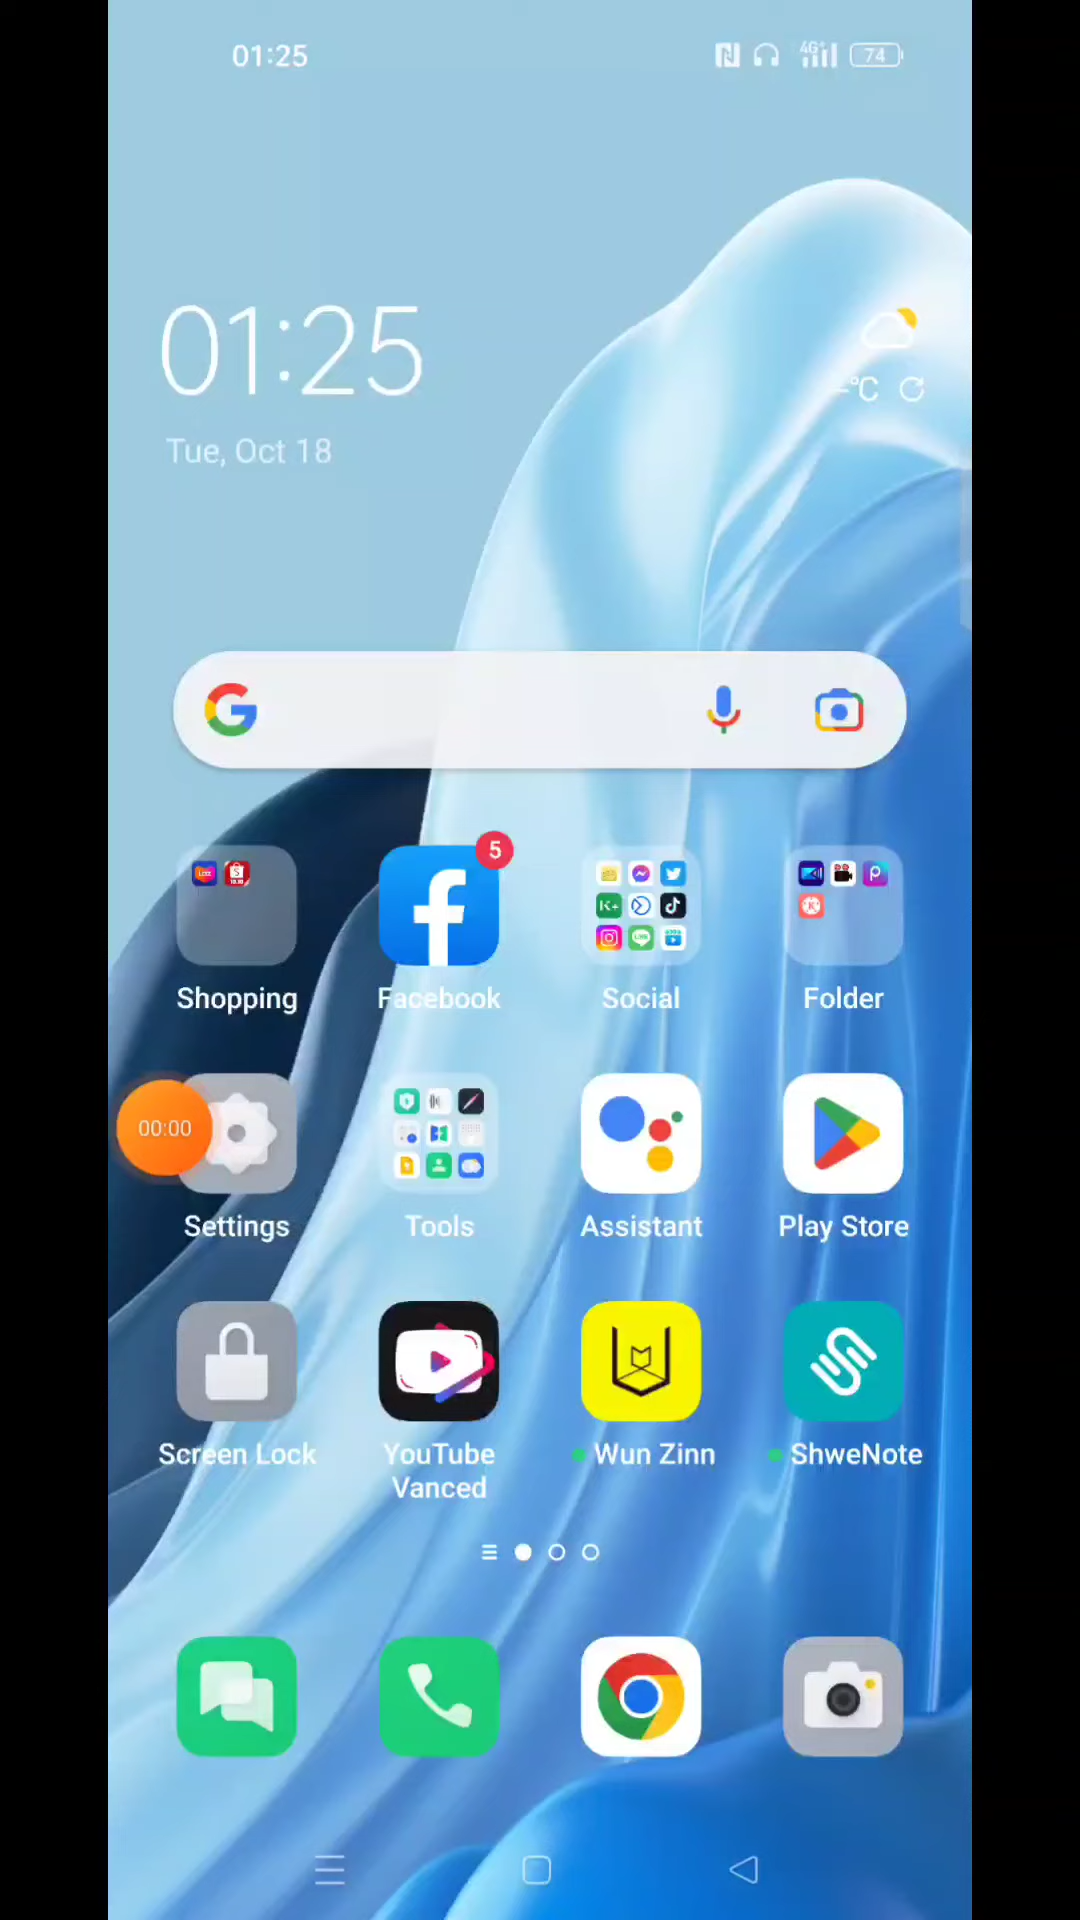 01:25
4G+
74
01:25
Tue, Oct 18
°C
5
Shopping
Facebook
Social
Folder
00:00
Settings
Tools
Assistant
Play Store
Screen Lock
YouTube
Vanced
Wun Zinn
ShweNote